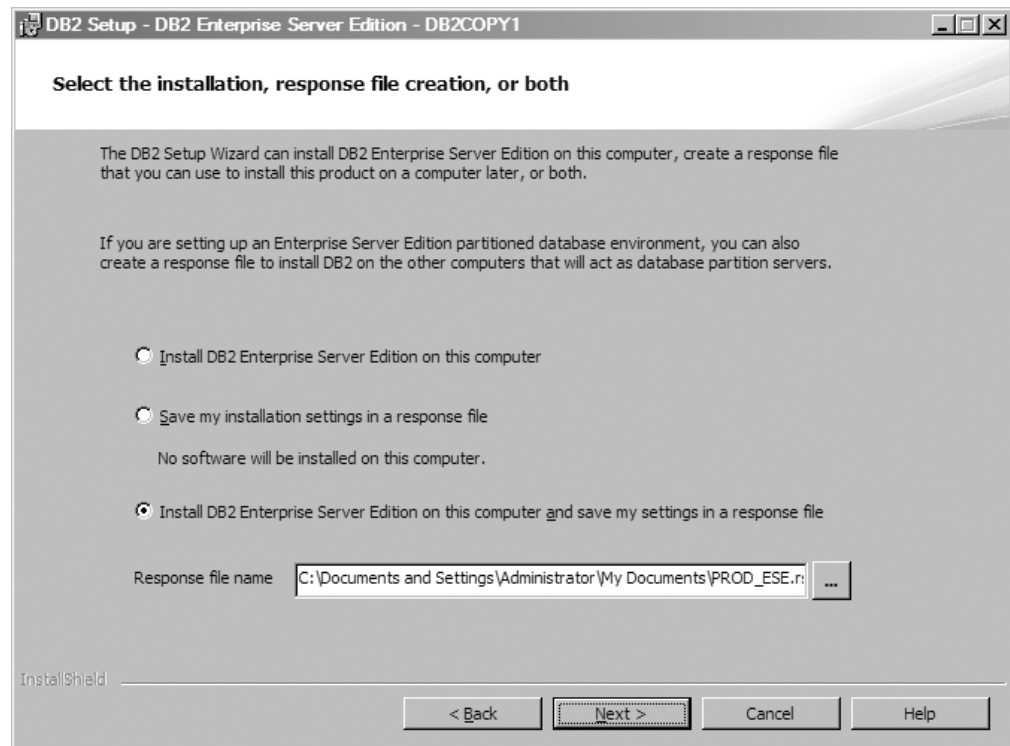 DB2 Setup - DB2 Enterprise Server Edition - DB2COPY1
Select the installation, response file creation, or both
The DB2 Setup Wizard can install DB2 Enterprise Server Edition on this computer, create a response file
that you can use to install this product on a computer later, or both.
If you are setting up an Enterprise Server Edition partitioned database environment, you can also
create a response file to install DB2 on the other computers that will act as database partition servers.
Install DB2 Enterprise Server Edition on this computer
Save my installation settings in a response file
No software will be installed on this computer.
Install DB2 Enterprise Server Edition on this computer and save my settings in a response file
Response file name C:\Documents and Settings\Administrator\My Documents\PROD_ESE.r ...
InstallShield
< Back Next > Cancel Help